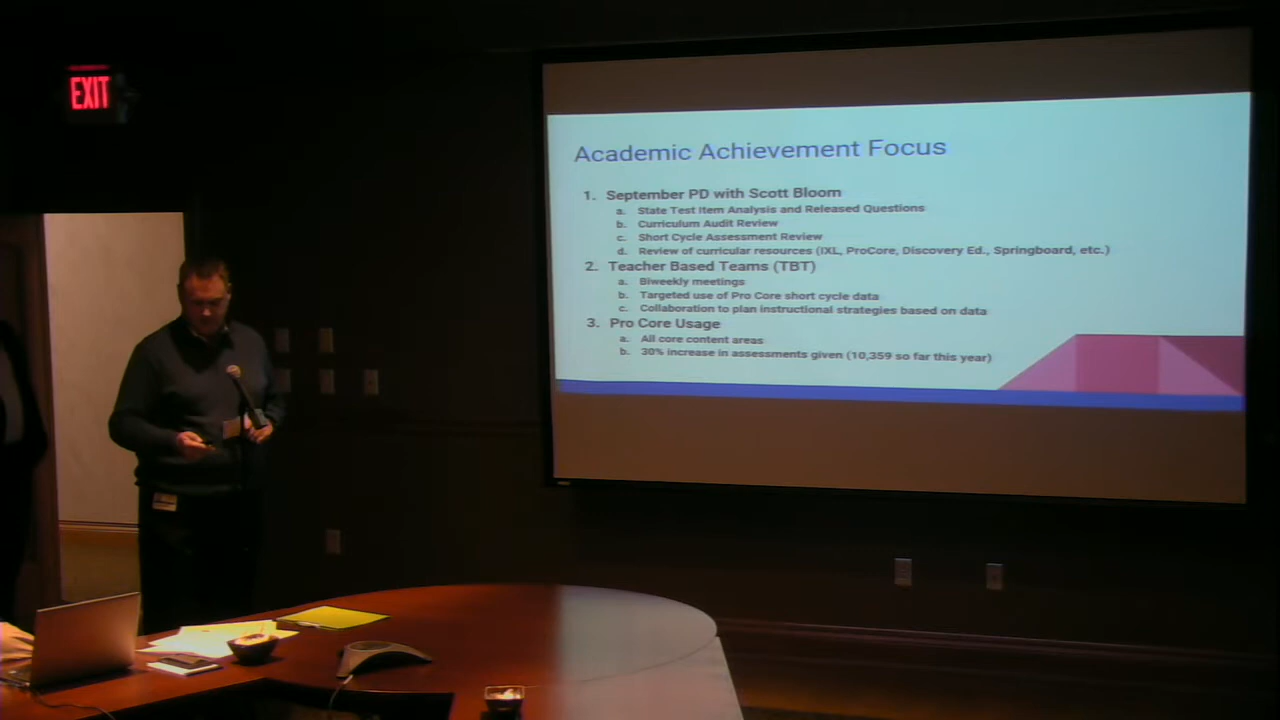 EXIT
Academic Achievement Focus
1. September PD with Scott Bloom
a. State Test Item Analysis and Released Questions
b. Curriculum Audit Review
c. Short Cycle Assessment Review
d. Review of curricular resources (IXL, ProCore, Discovery Ed., Springboard, etc.)
2. Teacher Based Teams (TBT)
a. Biweekly meetings
b. Targeted use of Pro Core short cycle data
c. Collaboration to plan instructional strategies based on data
3. Pro Core Usage
a. All core content areas
b. 30% increase in assessments given (10,359 so far this year)